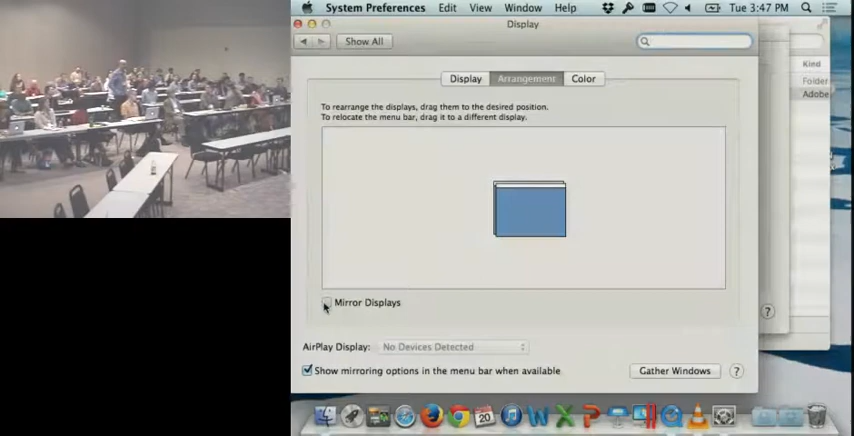 System Preferences Edit View Window Help Tue 3:47 PM
Display
Show All
Kind
Folder
Adobe
Display Arrangement Color
To rearrange the displays, drag them to the desired position.
To relocate the menu bar, drag it to a different display.
Mirror Displays
?
AirPlay Display: No Devices Detected
Show mirroring options in the menu bar when available
Gather Windows ?
20